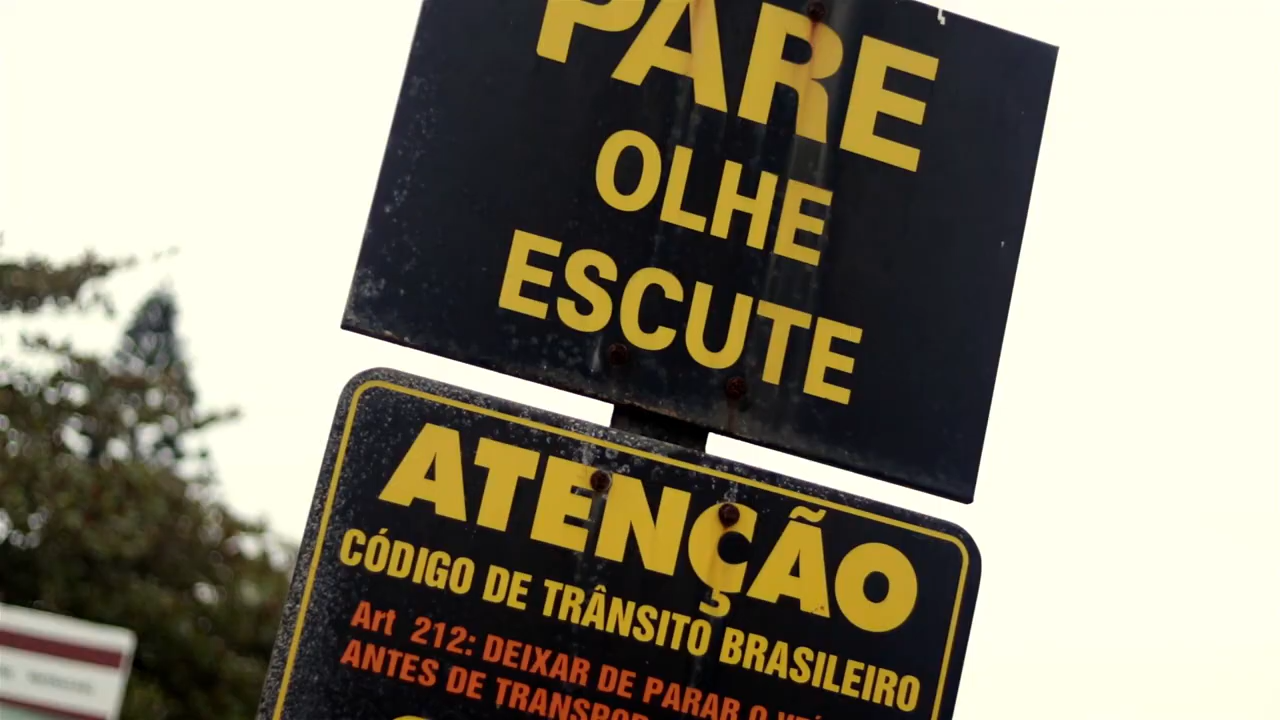 PARE
OLHE
ESCUTE
ATENÇÃO
CÓDIGO DE TRÂNSITO BRASILEIRO
Art 212: DEIXAR DE PARAR O
ANTES DE